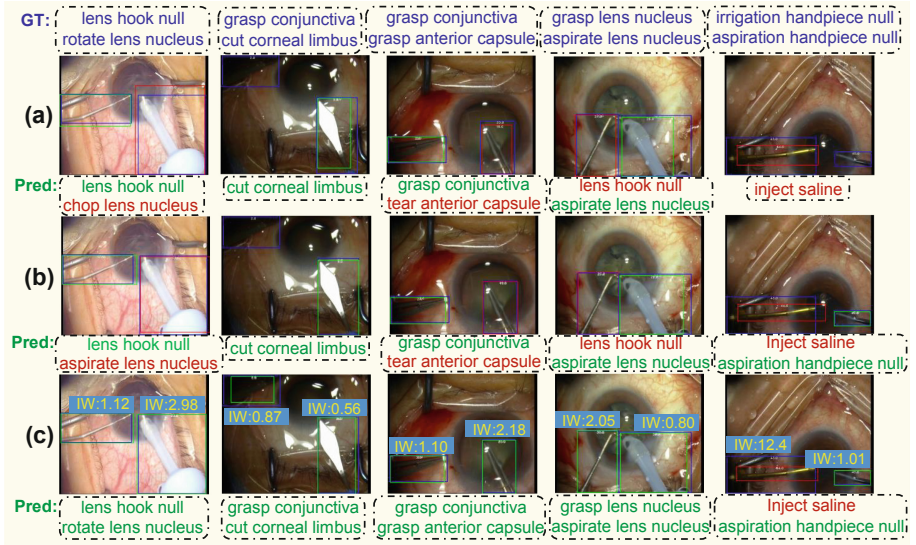 GT:
lens hook null
rotate lens nucleus
grasp conjunctiva
cut corneal limbus
grasp conjunctiva
grasp anterior capsule
grasp lens nucleus
aspirate lens nucleus
irrigation handpiece null
aspiration handpiece null
(a)
Pred:
lens hook null
chop lens nucleus
cut corneal limbus
grasp conjunctiva
tear anterior capsule
lens hook null
aspirate lens nucleus
inject saline
(b)
Pred:
lens hook null
aspirate lens nucleus
cut corneal limbus
grasp conjunctiva
tear anterior capsule
lens hook null
aspirate lens nucleus
Inject saline
aspiration handpiece null
(c)
IW:1.12
IW:2.98
IW:0.87
IW:0.56
IW:1.10
IW:2.18
IW:2.05
IW:0.80
IW:12.4
IW:1.01
Pred:
lens hook null
rotate lens nucleus
grasp conjunctiva
cut corneal limbus
grasp conjunctiva
grasp anterior capsule
grasp lens nucleus
aspirate lens nucleus
Inject saline
aspiration handpiece null